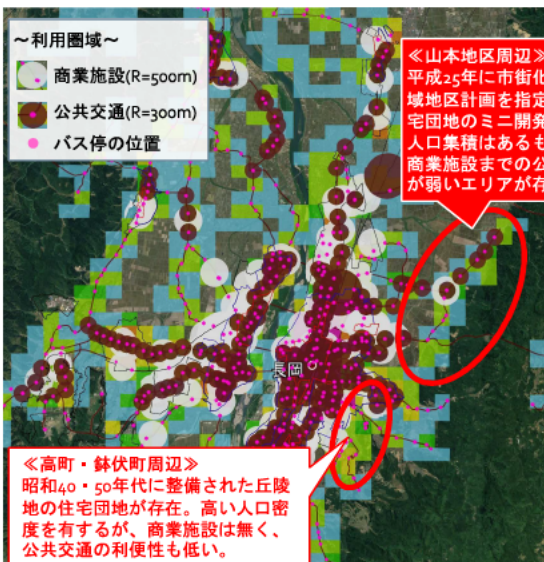 ～利用圏域～
商業施設(R=500m)
公共交通(R=300m)
バス停の位置
≪山本地区周辺≫
平成25年に市街化
域地区計画を指定
宅団地のミニ開発
人口集積はあるも
商業施設までの公
が弱いエリアが存
長岡
≪高町・鉢伏町周辺≫
昭和40・50年代に整備された丘陵
地の住宅団地が存在。高い人口密
度を有するが、商業施設は無く、
公共交通の利便性も低い。